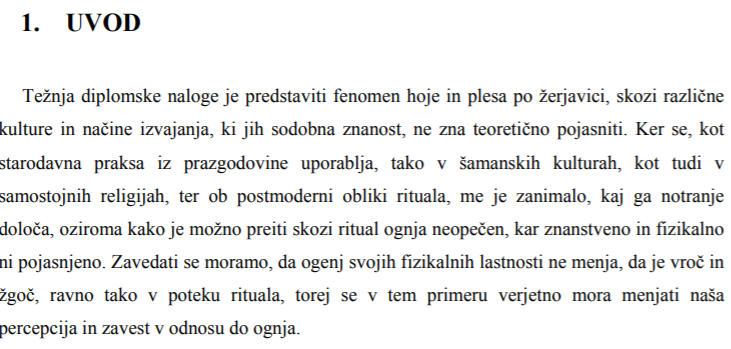 1. UVOD
Težnja diplomske naloge je predstaviti fenomen hoje in plesa po žerjavici, skozi različne
kulture in načine izvajanja, ki jih sodobna znanost, ne zna teoretično pojasniti. Ker se, kot
starodavna praksa iz prazgodovine uporablja, tako v šamanskih kulturah, kot tudi v
samostojnih religijah, ter ob postmoderni obliki rituala, me je zanimalo, kaj ga notranje
določa, oziroma kako je možno preiti skozi ritual ognja neopečen, kar znanstveno in fizikalno
ni pojasnjeno. Zavedati se moramo, da ogenj svojih fizikalnih lastnosti ne menja, da je vroč in
žgoč, ravno tako v poteku rituala, torej se v tem primeru verjetno mora menjati naša
percepcija in zavest v odnosu do ognja.